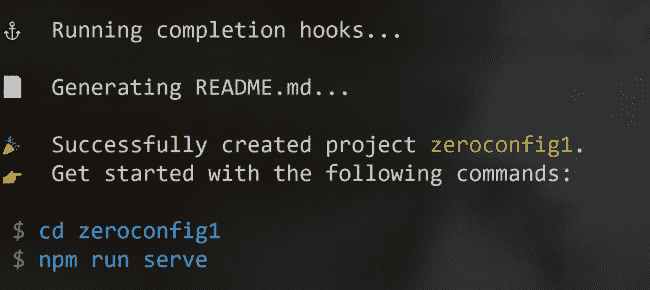 Running completion hooks...
Generating README.md...
Successfully created project zeroconfig1.
Get started with the following commands:
$ cd zeroconfig1
$ npm run serve